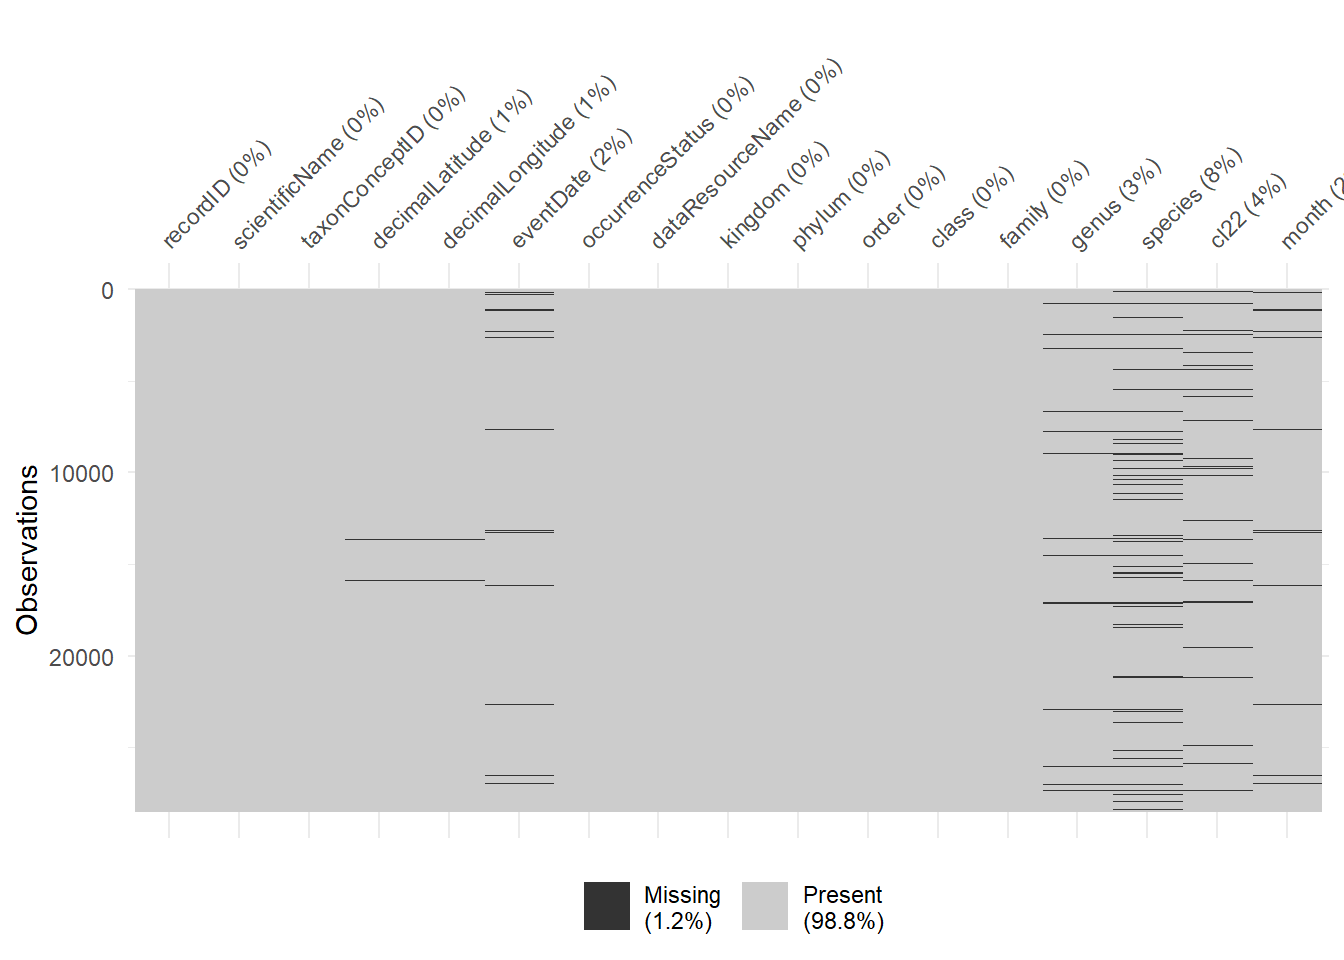 recordID (0%)
scientificName (0%)
taxonConceptID (0%)
decimalLatitude (1%)
decimalLongitude (1%)
eventDate (2%)
occurrenceStatus (0%)
dataResourceName (0%)
kingdom (0%)
phylum (0%)
order (0%)
class (0%)
family (0%)
genus (3%)
species (8%)
cl22 (4%)
month (2
0
10000
20000
Observations
Missing
(1.2%)
Present
(98.8%)